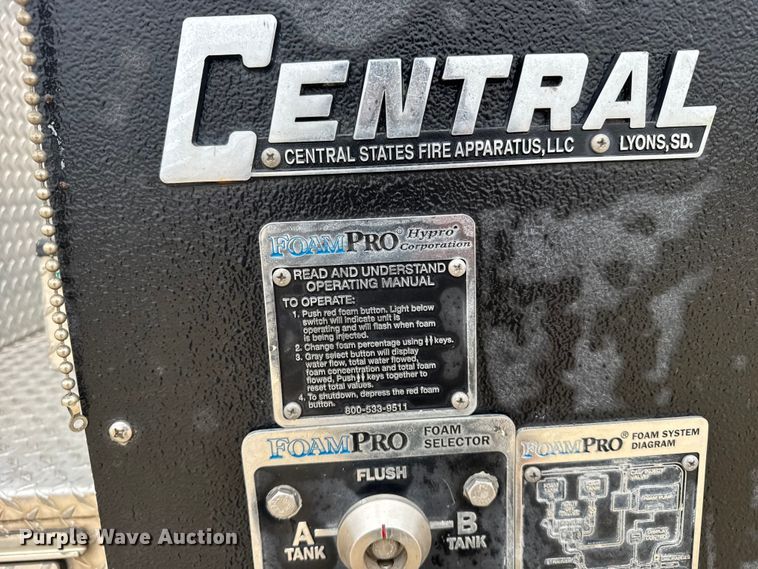 CENTRAL
CENTRAL STATES FIRE APPARATUS, LLC LYONS, SD.
FOAMPRO® Hypro®
Corporation
READ AND UNDERSTAND
OPERATING MANUAL
TO OPERATE:
1. Push red foam button. Light below
switch will indicate unit is
operating and will flash when foam
is being injected.
2. Change foam percentage using keys.
3. Gray select button will display
water flow, total water flowed,
foam concentration and total foam
flowed, Push keys together to
reset total values.
4. To shutdown, depress the red foam
button.
800-533-9511
FOAMPRO FOAM
SELECTOR
FLUSH
A
TANK
B
TANK
FOAMPRO® FOAM SYSTEM
DIAGRAM
Purple Wave Auction